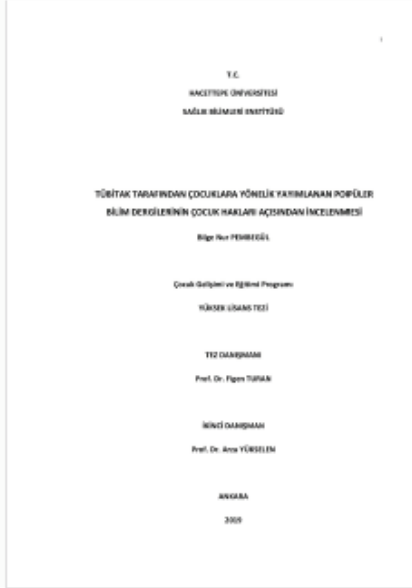 T.C.
HACETTEPE ÜNİVERSİTESİ
SAĞLIK BİLİMLERİ ENSTİTÜSÜ
TÜBİTAK TARAFINDAN ÇOCUKLARA YÖNELİK YAYIMLANAN POPÜLER
BİLİM DERGİLERİNİN ÇOCUK HAKLARI AÇISINDAN İNCELENMESİ
Bilge Nur PEMBEGÜL
Çocuk Gelişimi ve Eğitimi Programı
YÜKSEK LİSANS TEZİ
TEZ DANIŞMANI
Prof. Dr. Figen TURAN
İKİNCİ DANIŞMAN
Prof. Dr. YÜKSELEN
ANKARA
2019